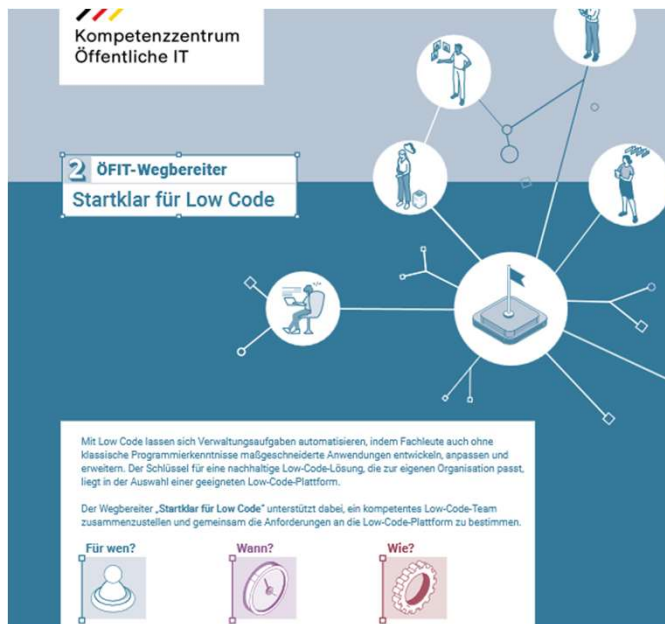 Kompetenzzentrum
Öffentliche IT
2 ÖFIT-Wegbereiter
Startklar für Low Code
Mit Low Code lassen sich Verwaltungsaufgaben automatisieren, indem Fachleute auch ohne
klassische Programmierkenntnisse maßgeschneiderte Anwendungen entwickeln, anpassen und
erweitern. Der Schlüssel für eine nachhaltige Low-Code-Lösung, die zur eigenen Organisation passt,
liegt in der Auswahl einer geeigneten Low-Code-Plattform.
Der Wegbereiter „Startklar für Low Code“ unterstützt dabei, ein kompetentes Low-Code-Team
zusammenzustellen und gemeinsam die Anforderungen an die Low-Code-Plattform zu bestimmen.
Für wen?
Wann?
Wie?